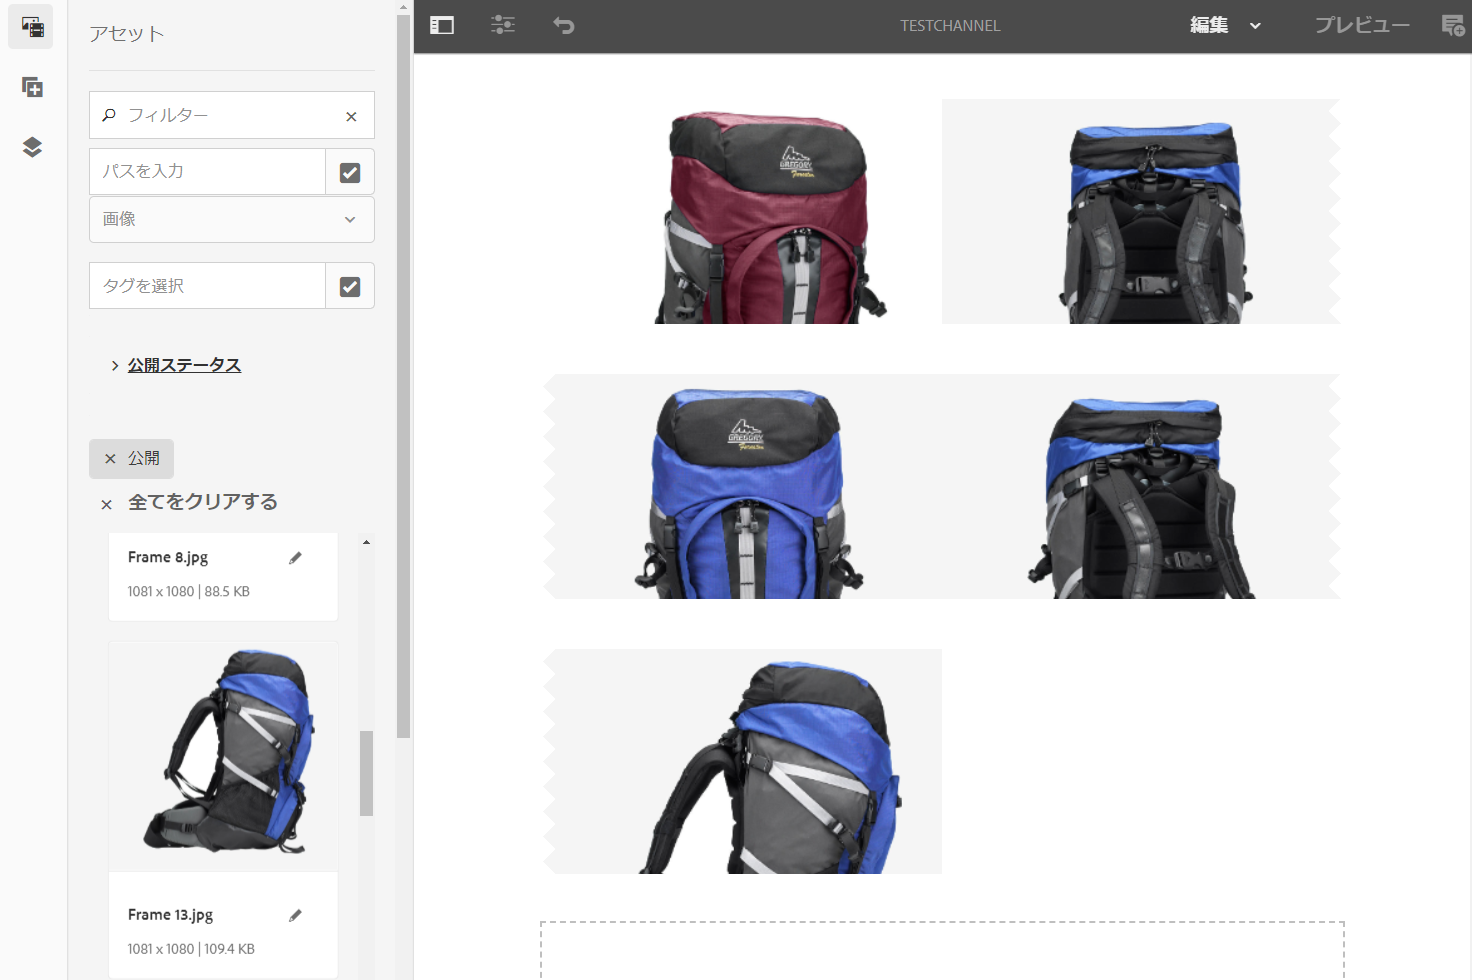 アセット
TESTCHANNEL
編集
プレビュー
フィルター
パスを入力
画像
タグを選択
公開ステータス
公開
全てをクリアする
Frame 8.jpg
1081 x 1080 | 88.5 KB
Frame 13.jpg
1081 x 1080 | 109.4 KB
GREGORY
Forester
GREGORY
Forester